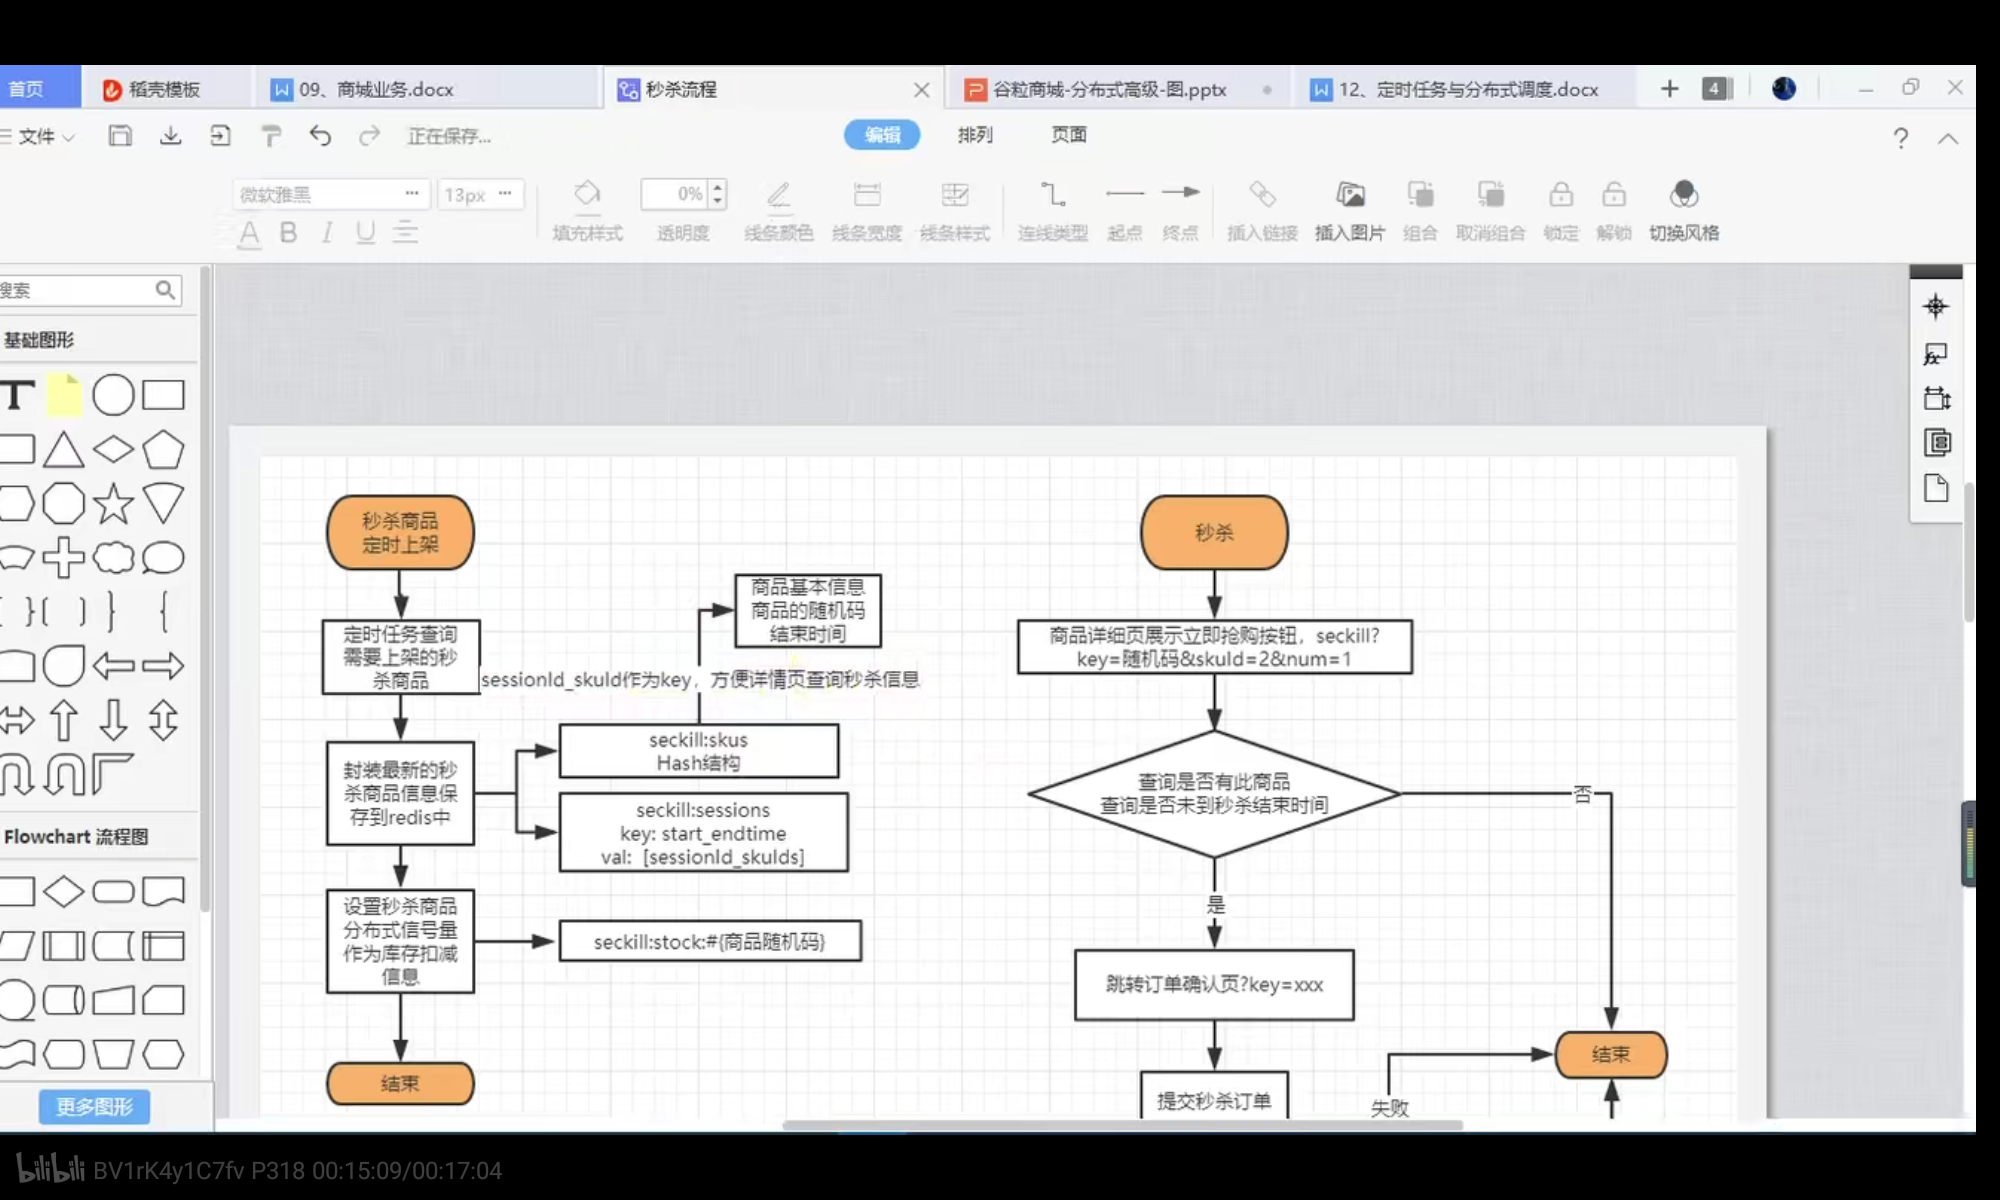 首页
稻壳模板
09、商城业务.docx
秒杀流程
谷粒商城-分布式高级-图.pptx
12、定时任务与分布式调度.docx
4
文件
正在保存...
编辑
排列
页面
微软雅黑
13px
0%
填充样式
透明度
线条颜色
线条宽度
线条样式
连线类型
起点
终点
插入链接
插入图片
组合
取消组合
锁定
解锁
切换风格
搜索
基础图形
Flowchart 流程图
更多图形
秒杀商品
定时上架
定时任务查询
需要上架的秒
杀商品
商品基本信息
商品的随机码
结束时间
sessionId_skuId作为key，方便详情页查询秒杀信息
封装最新的秒
杀商品信息保
存到redis中
seckill:skus
Hash结构
seckill:sessions
key: start_endtime
val: [sessionId_skuIds]
设置秒杀商品
分布式信号量
作为库存扣减
信息
seckill:stock:#{商品随机码}
结束
秒杀
商品详细页展示立即抢购按钮，seckill?
key=随机码&skuId=2&num=1
查询是否有此商品
查询是否未到秒杀结束时间
否
是
跳转订单确认页?key=xxx
提交秒杀订单
失败
结束
bilibili BV1rK4y1C7fv P318 00:15:09/00:17:04